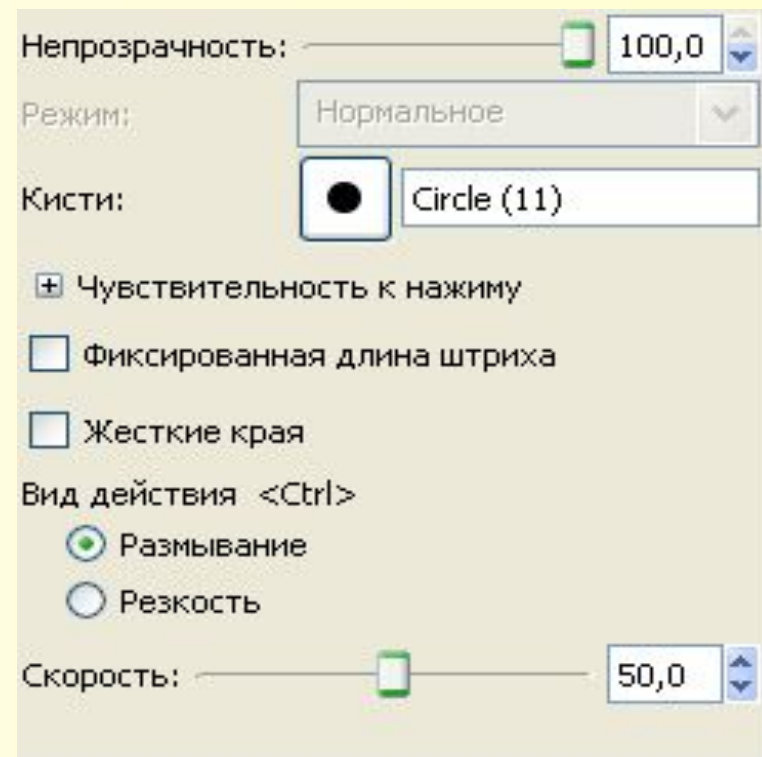 Непрозрачность: 100,0
Режим: Нормальное
Кисти: Circle (11)
Чувствительность к нажиму
Фиксированная длина штриха
Жесткие края
Вид действия <Ctrl>
Размывание
Резкость
Скорость: 50,0